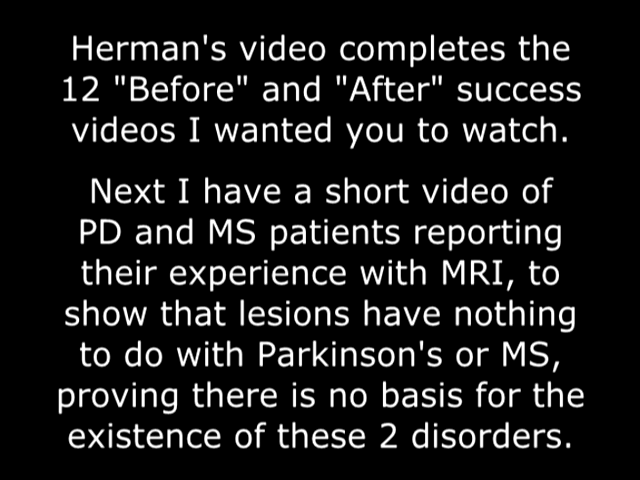 Herman's video completes the
12 "Before" and "After" success
videos I wanted you to watch.
Next I have a short video of
PD and MS patients reporting
their experience with MRI, to
show that lesions have nothing
to do with Parkinson's or MS,
proving there is no basis for the
existence of these 2 disorders.